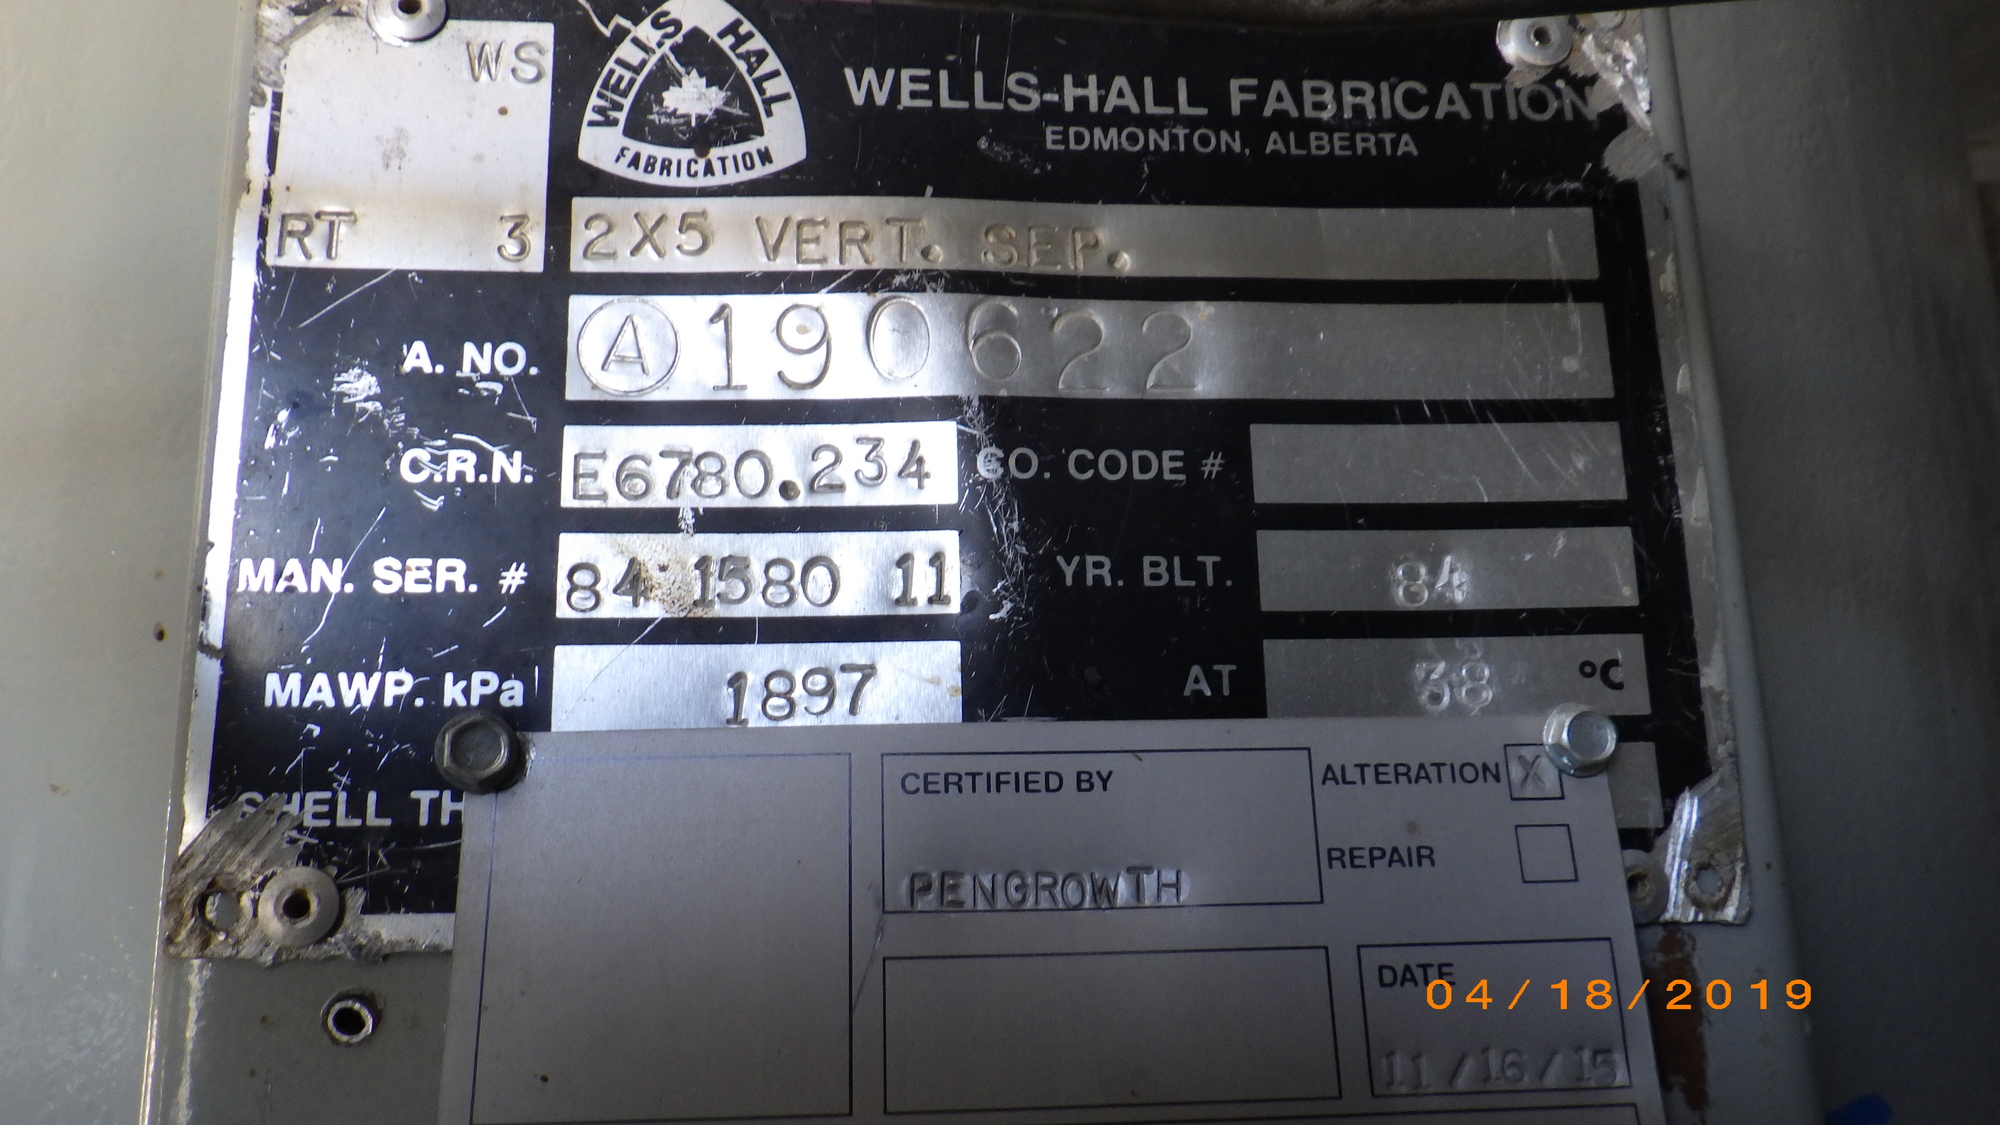 WS
WELLS HALL
FABRICATION
WELLS-HALL FABRICATION
EDMONTON, ALBERTA
RT 3
2X5 VERT. SEP.
A. NO. Ⓐ190622
C.R.N. E6780.234 CO. CODE #
MAN. SER. # 84 1580 11 YR. BLT. 84
MAWP. kPa 1897 AT 38 °C
SHELL TH
CERTIFIED BY
PENGROWTH
ALTERATION X
REPAIR
DATE
11/16/15
04/18/2019